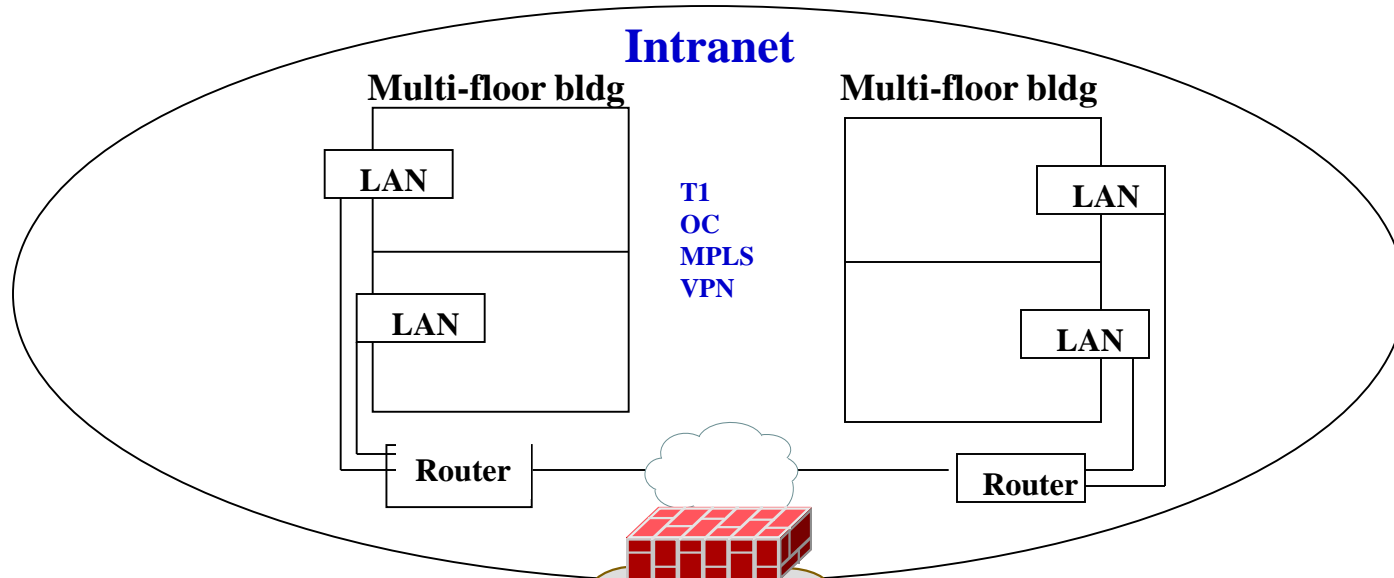 Intranet
Multi-floor bldg
Multi-floor bldg
LAN
LAN
T1
OC
MPLS
VPN
LAN
LAN
Router
Router